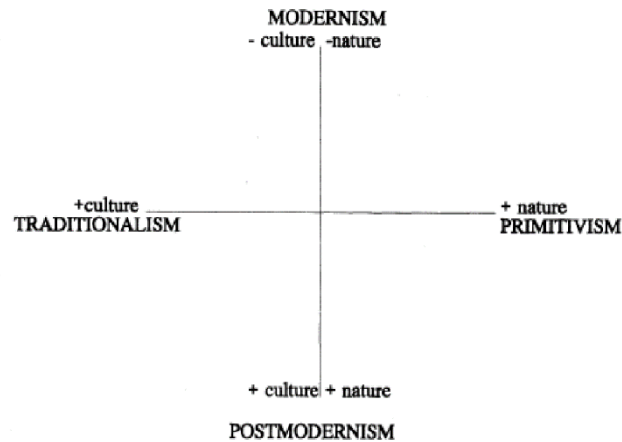 MODERNISM
- culture -nature
+culture
TRADITIONALISM
+ nature
PRIMITIVISM
+ culture + nature
POSTMODERNISM